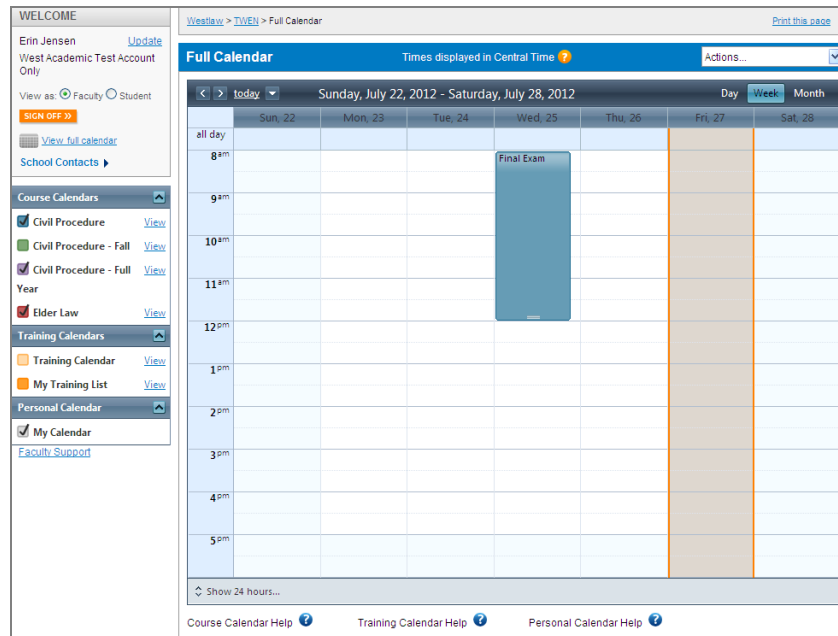 WELCOME
Erin Jensen Update
West Academic Test Account
Only
View as: Faculty Student
SIGN OFF »
View full calendar
School Contacts
Course Calendars
Civil Procedure View
Civil Procedure - Fall View
Civil Procedure - Full View
Year
Elder Law View
Training Calendars
Training Calendar View
My Training List View
Personal Calendar
My Calendar
Faculty Support
Westlaw > TWEN > Full Calendar Print this page
Full Calendar Times displayed in Central Time ? Actions...
today Sunday, July 22, 2012 - Saturday, July 28, 2012 Day Week Month
Sun, 22 Mon, 23 Tue, 24 Wed, 25 Thu, 26 Fri, 27 Sat, 28
all day
8am Final Exam
9am
10am
11am
12pm
1pm
2pm
3pm
4pm
5pm
Show 24 hours...
Course Calendar Help ? Training Calendar Help ? Personal Calendar Help ?